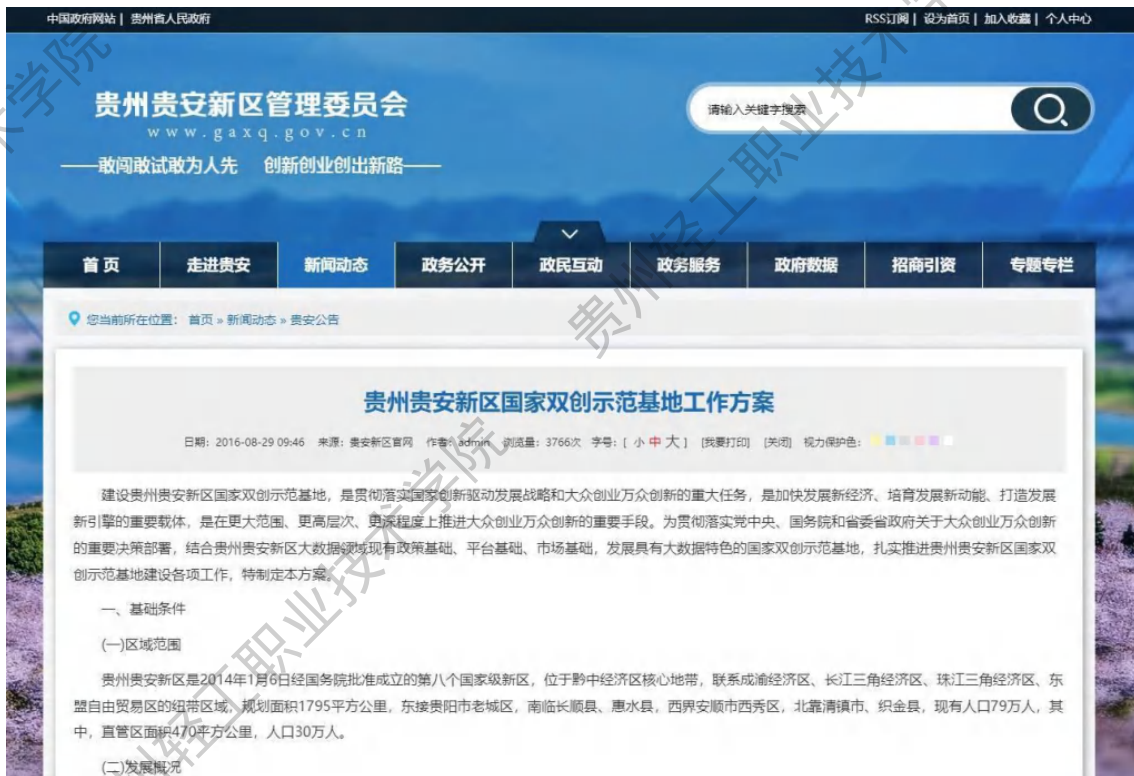 中国政府网站 | 贵州省人民政府
RSS订阅 | 设为首页 | 加入收藏 | 个人中心
贵州贵安新区管理委员会
www.gaxq.gov.cn
——敢闯敢试敢为人先 创新创业创出新路——
请输入关键字搜索
首页 走进贵安 新闻动态 政务公开 政民互动 政务服务 政府数据 招商引资 专题专栏
您当前所在位置： 首页 » 新闻动态 » 贵安公告
贵州贵安新区国家双创示范基地工作方案
日期：2016-08-29 09:46 来源：贵安新区官网 作者：admin 浏览量：3766次 字号：[ 小 中 大 ] [我要打印] [关闭] 视力保护色：
建设贵州贵安新区国家双创示范基地，是贯彻落实国家创新驱动发展战略和大众创业万众创新的重大任务，是加快发展新经济、培育发展新动能、打造发展
新引擎的重要载体，是在更大范围、更高层次、更深程度上推进大众创业万众创新的重要手段。为贯彻落实党中央、国务院和省委省政府关于大众创业万众创新
的重要决策部署，结合贵州贵安新区大数据领域现有政策基础、平台基础、市场基础，发展具有大数据特色的国家双创示范基地，扎实推进贵州贵安新区国家双
创示范基地建设各项工作，特制定本方案。
一、基础条件
(一)区域范围
贵州贵安新区是2014年1月6日经国务院批准成立的第八个国家级新区，位于黔中经济区核心地带，联系成渝经济区、长江三角经济区、珠江三角经济区、东
盟自由贸易区的纽带区域，规划面积1795平方公里，东接贵阳市老城区，南临长顺县、惠水县，西界安顺市西秀区，北靠清镇市、织金县，现有人口79万人，其
中，直管区面积470平方公里，人口30万人。
(二)发展概况
贵州轻工职业技术学院